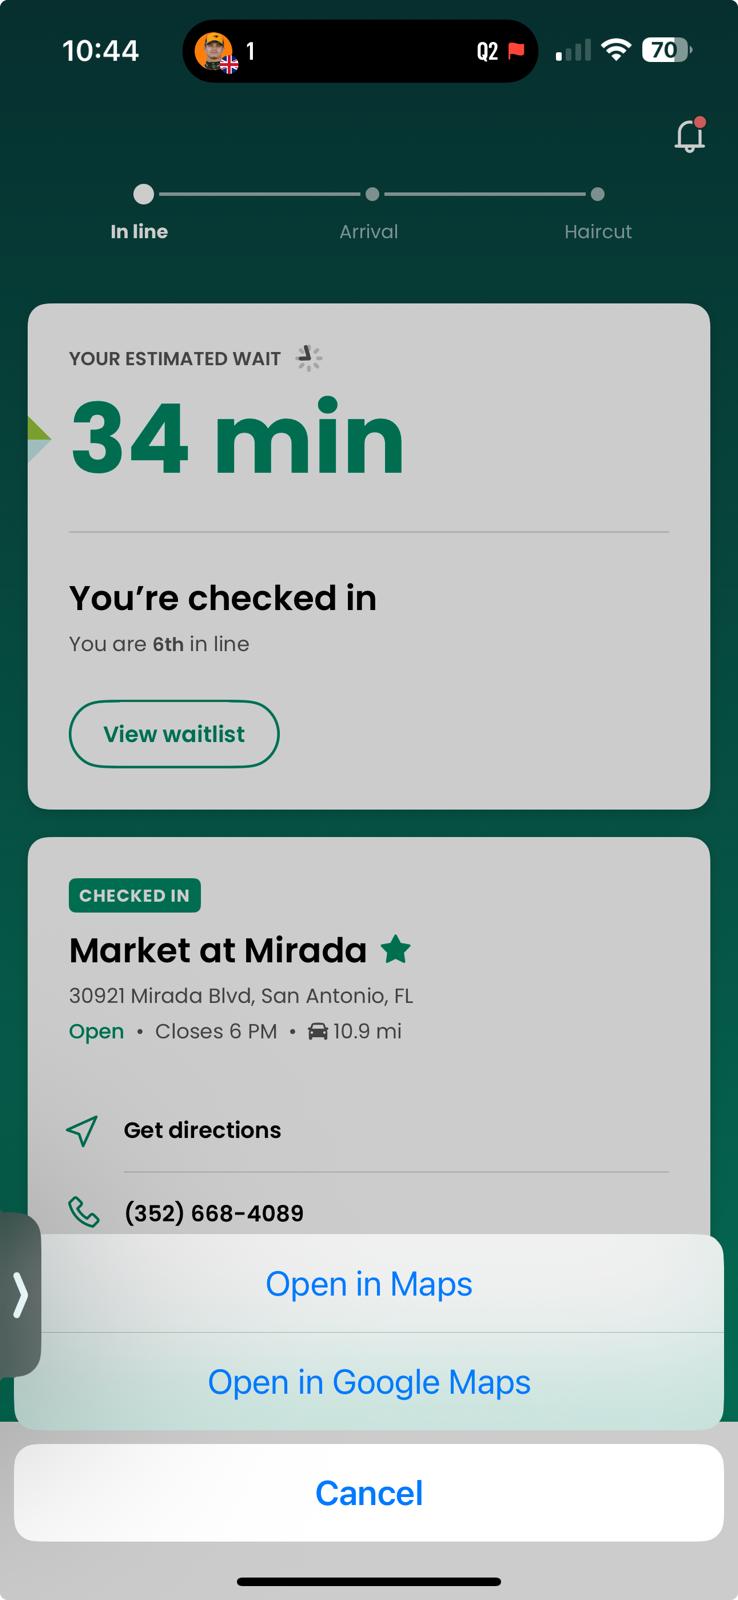 10:44
1
Q2
70
In line
Arrival
Haircut
YOUR ESTIMATED WAIT
34 min
You’re checked in
You are 6th in line
View waitlist
CHECKED IN
Market at Mirada
30921 Mirada Blvd, San Antonio, FL
Open • Closes 6 PM • 10.9 mi
Get directions
(352) 668-4089
Open in Maps
Open in Google Maps
Cancel